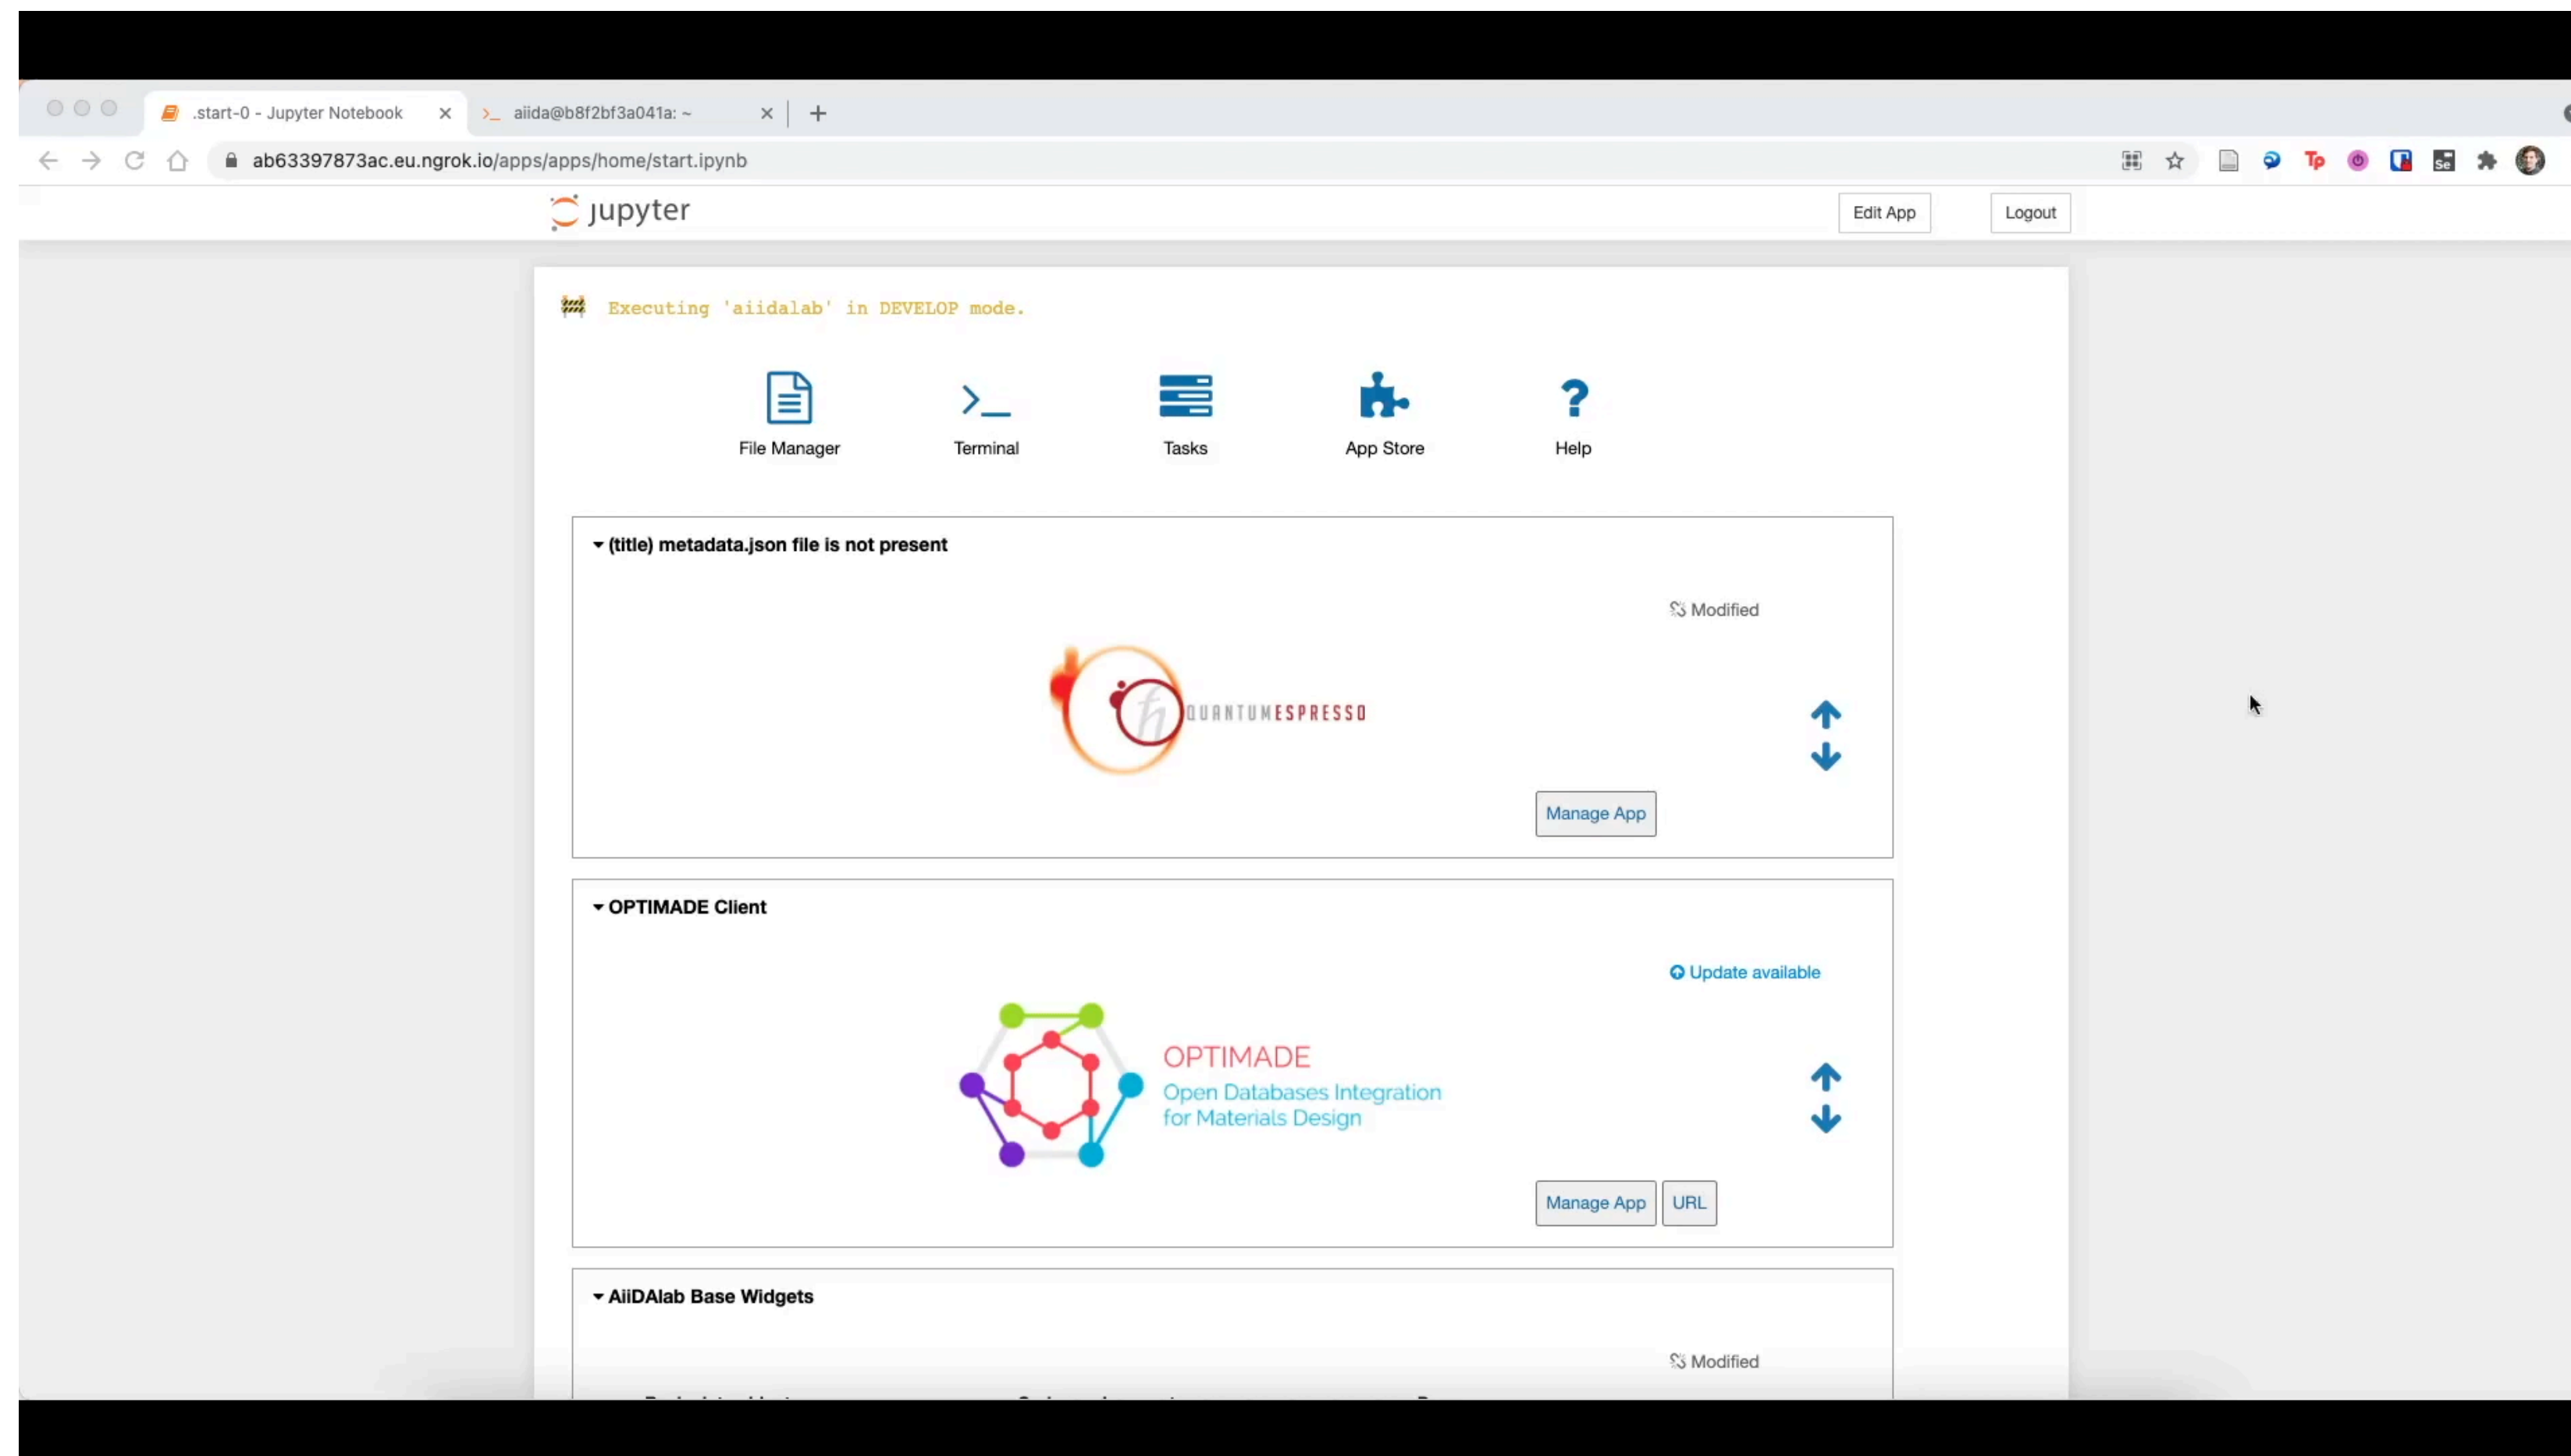 .start-0 - Jupyter Notebook
aiida@b8f2bf3a041a: ~
ab63397873ac.eu.ngrok.io/apps/apps/home/start.ipynb
Tp
Se
jupyter
Edit App
Logout
Executing 'aiidalab' in DEVELOP mode.
File Manager
Terminal
Tasks
App Store
Help
(title) metadata.json file is not present
Modified
QUANTUMESPRESSO
Manage App
OPTIMADE Client
Update available
OPTIMADE
Open Databases Integration
for Materials Design
Manage App
URL
AiiDAlab Base Widgets
Modified